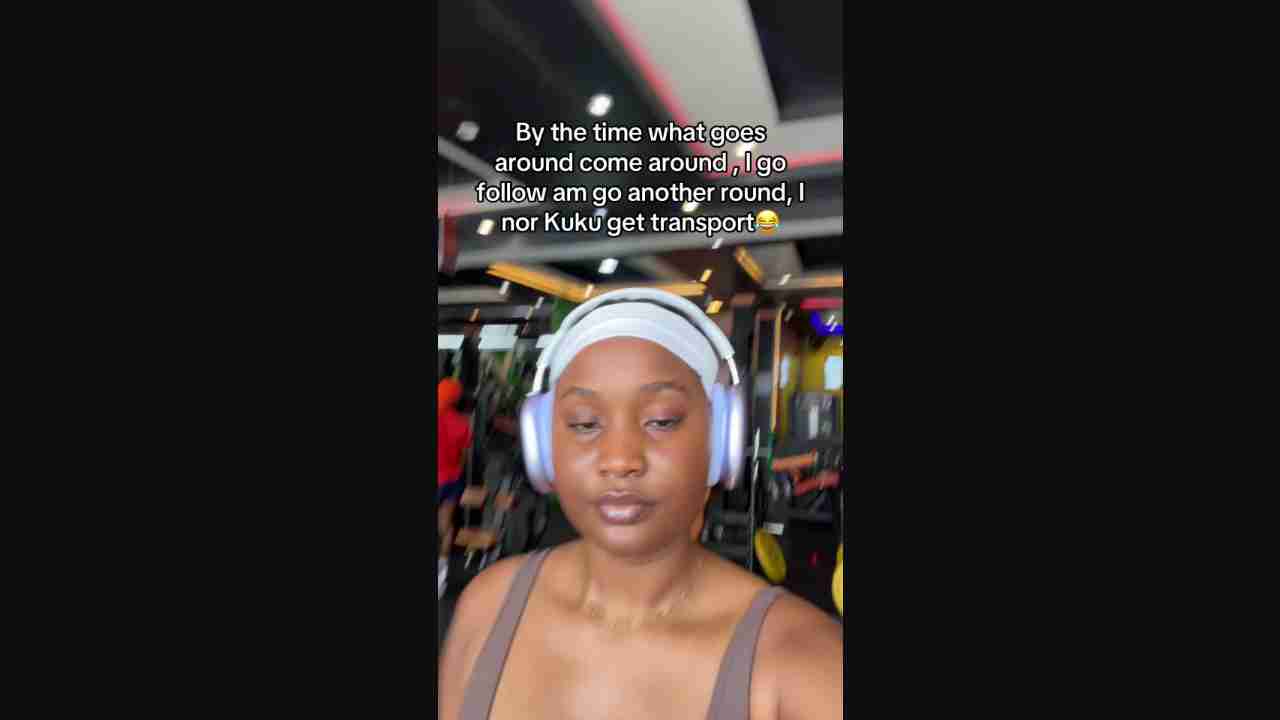 By the time what goes
around come around , I go
follow am go another round, I
nor Kuku get transport😂